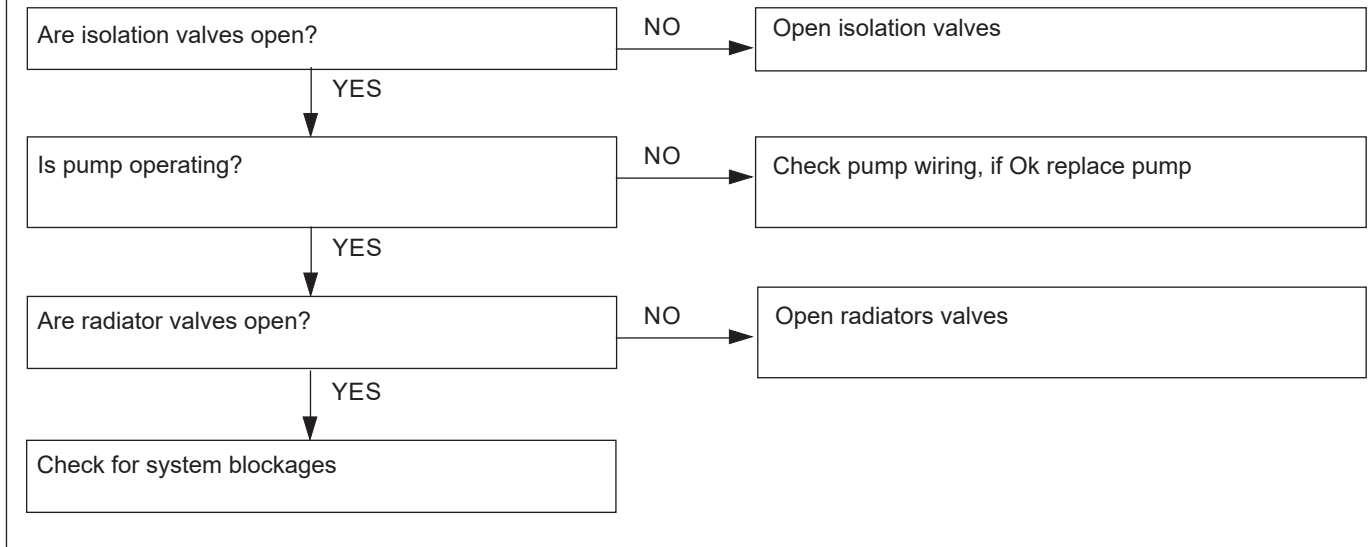 Are isolation valves open?
NO
Open isolation valves
YES
Is pump operating?
NO
Check pump wiring, if Ok replace pump
YES
Are radiator valves open?
NO
Open radiators valves
YES
Check for system blockages